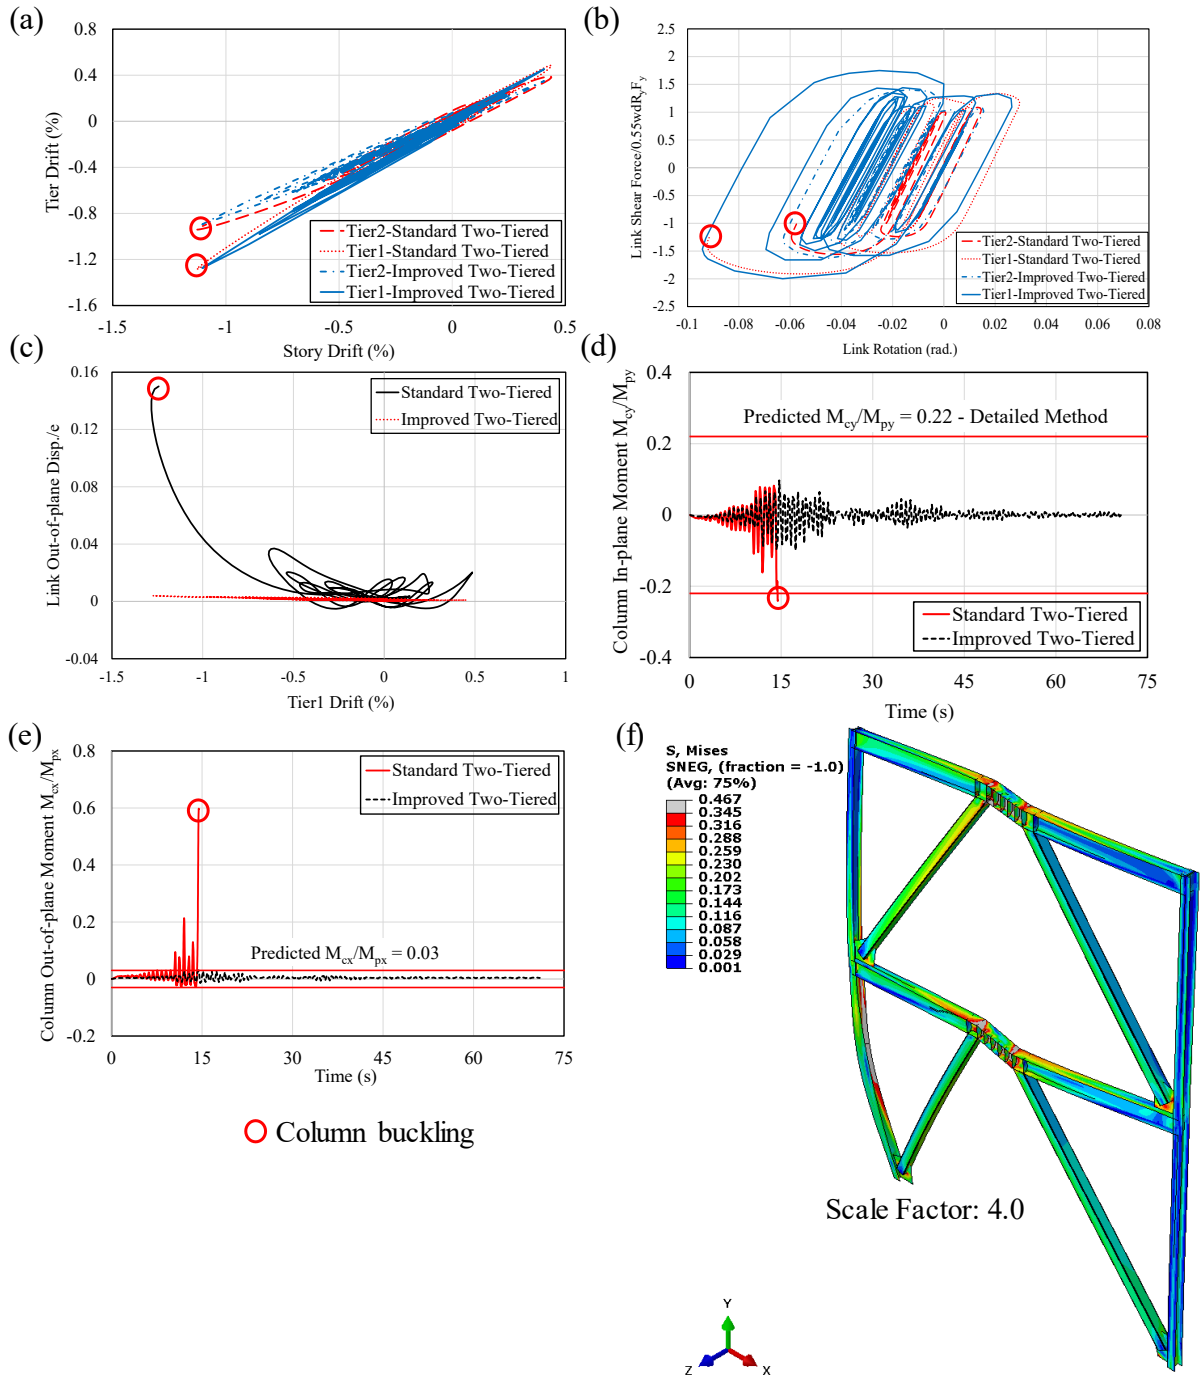 (a)
0.8
0.4
0
-0.4
-0.8
-1.2
-1.6
Tier Drift (%)
Tier2-Standard Two-Tiered
Tier1-Standard Two-Tiered
Tier2-Improved Two-Tiered
Tier1-Improved Two-Tiered
-1.5 -1 -0.5 0 0.5
Story Drift (%)
(b)
2.5
2
1.5
1
0.5
0
-0.5
-1
-1.5
-2
-2.5
Link Shear Force/0.55wdRyFy
Tier2-Standard Two-Tiered
Tier1-Standard Two-Tiered
Tier2-Improved Two-Tiered
Tier1-Improved Two-Tiered
-0.1 -0.08 -0.06 -0.04 -0.02 0 0.02 0.04 0.06 0.08
Link Rotation (rad.)
(c)
0.16
0.12
0.08
0.04
0
-0.04
Link Out-of-plane Disp./e
Standard Two-Tiered
Improved Two-Tiered
-1.5 -1 -0.5 0 0.5 1
Tier1 Drift (%)
(d)
0.4
0.2
0
-0.2
-0.4
Column In-plane Moment Mcy/Mpy
Predicted Mcy/Mpy = 0.22 - Detailed Method
Standard Two-Tiered
Improved Two-Tiered
0 15 30 45 60 75
Time (s)
(e)
0.8
0.6
0.4
0.2
0
-0.2
Column Out-of-plane Moment Mcx/Mpx
Standard Two-Tiered
Improved Two-Tiered
Predicted Mcx/Mpx = 0.03
0 15 30 45 60 75
Time (s)
Column buckling
(f)
S, Mises
SNEG, (fraction = -1.0)
(Avg: 75%)
0.467
0.345
0.316
0.288
0.259
0.230
0.202
0.173
0.144
0.116
0.087
0.058
0.029
0.001
Scale Factor: 4.0
Y
Z
X